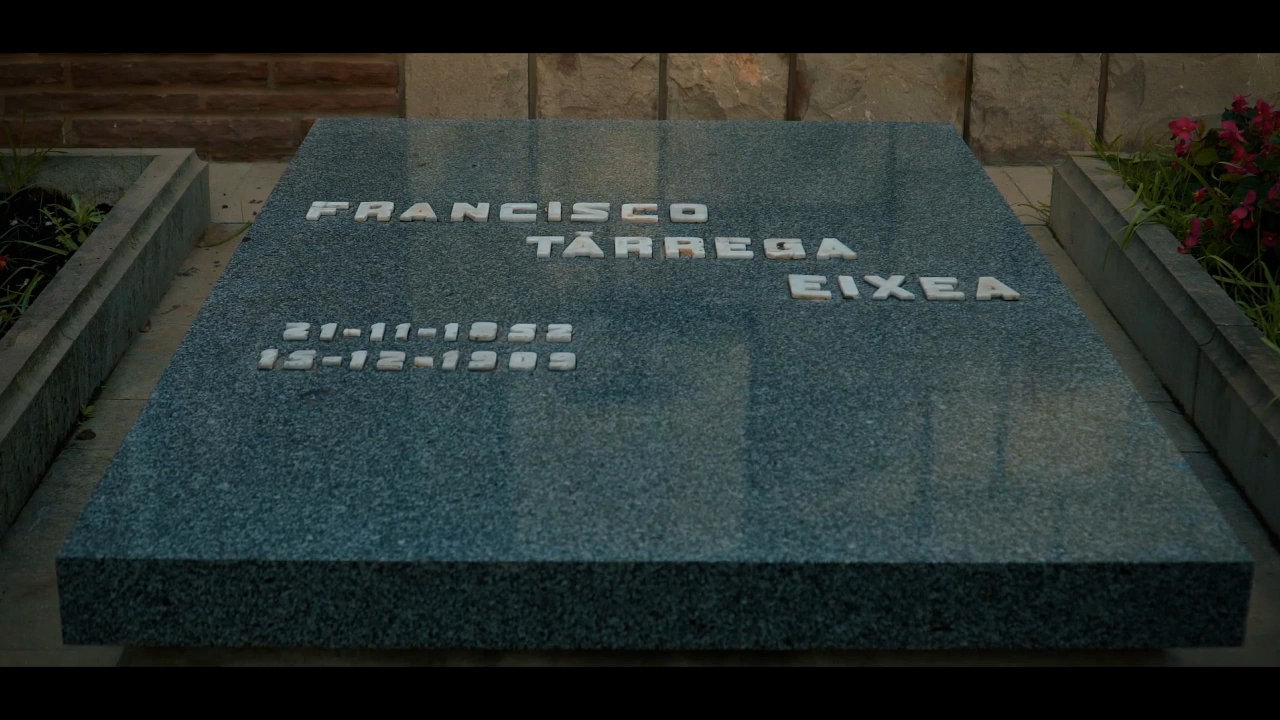 FRANCISCO
TÁRREGA
EIXEA
21-11-1852
15-12-1909